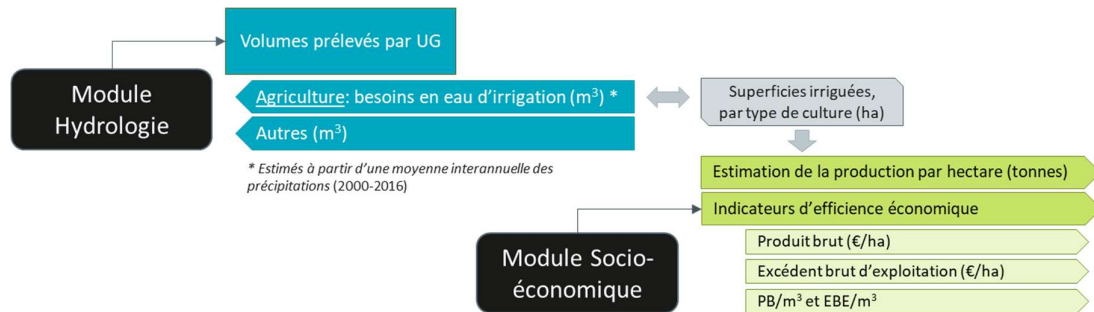 Volumes prélevés par UG
Module
Hydrologie
Agriculture: besoins en eau d'irrigation (m³) *
Autres (m³)
* Estimés à partir d'une moyenne interannuelle des
précipitations (2000-2016)
Superficies irriguées,
par type de culture (ha)
Estimation de la production par hectare (tonnes)
Indicateurs d'efficience économique
Module Socio-
économique
Produit brut (€/ha)
Excédent brut d'exploitation (€/ha)
PB/m³ et EBE/m³